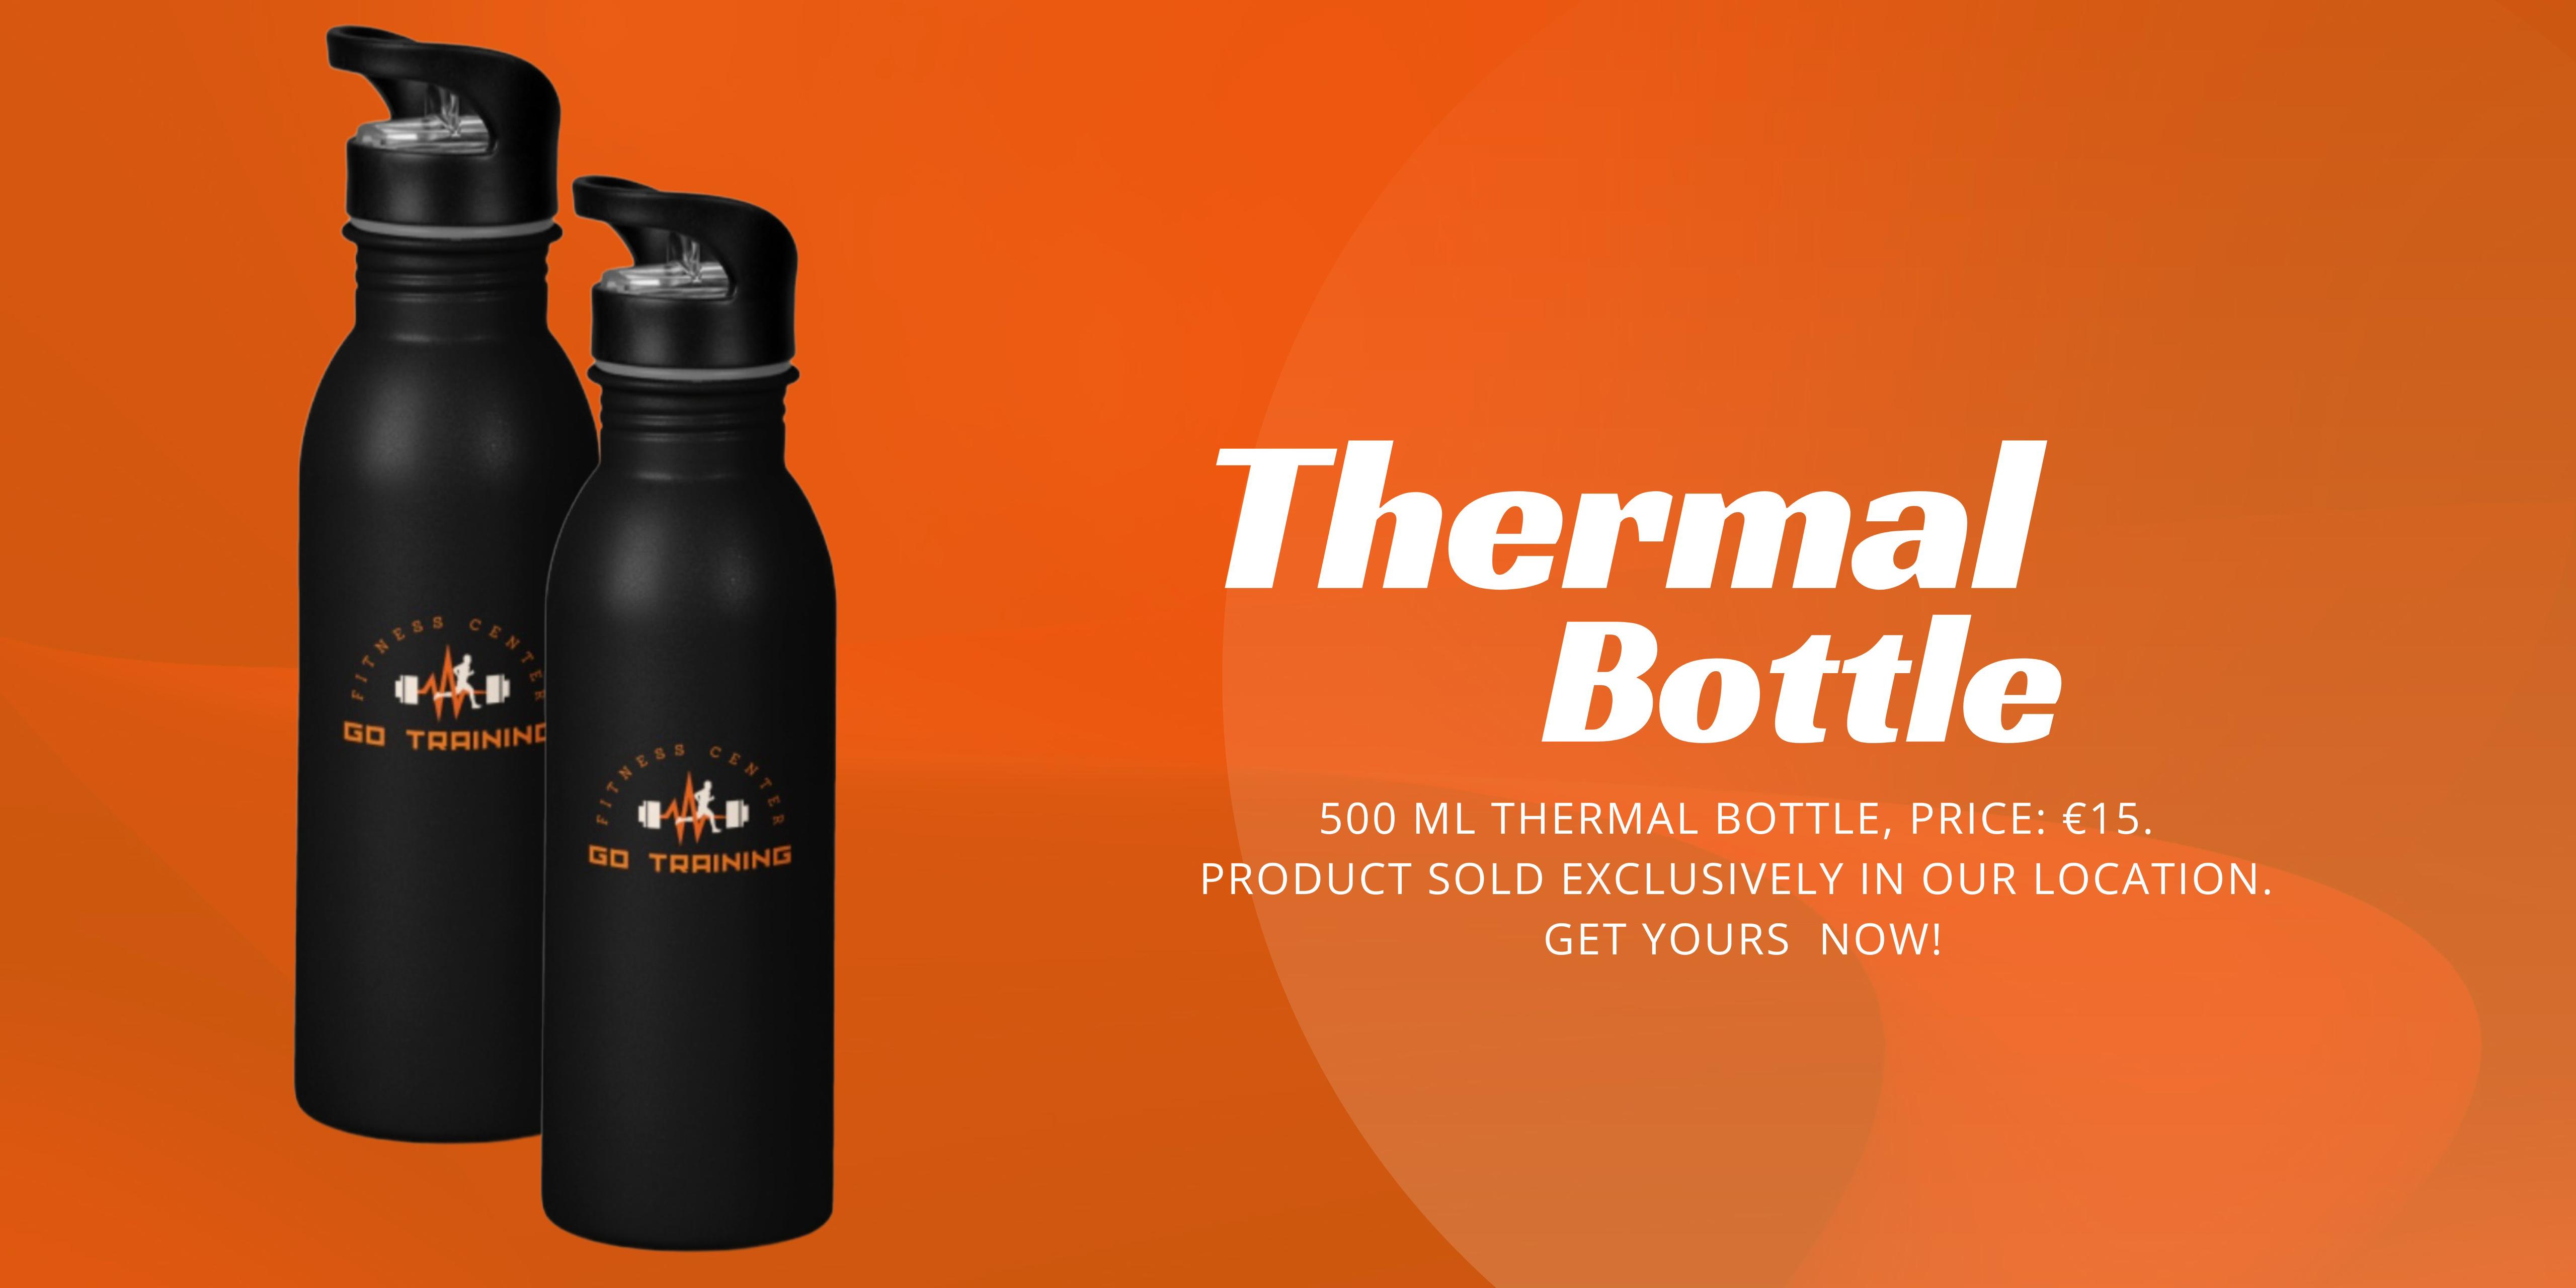 FITNESS CENTER
GO TRAINING
FITNESS CENTER
GO TRAINING
Thermal
Bottle
500 ML THERMAL BOTTLE, PRICE: €15.
PRODUCT SOLD EXCLUSIVELY IN OUR LOCATION.
GET YOURS  NOW!